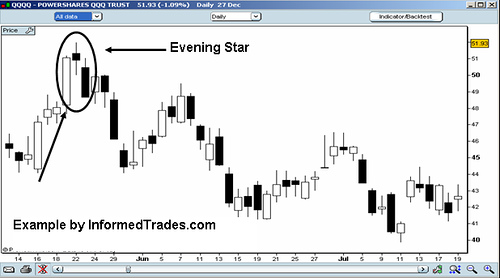 QQQQ - POWERSHARES QQQ TRUST 51.93 (-1.09%) Daily 27 Dec
All data Daily Indicator/Backtest
Price
Evening Star
51.93
51
50
48
47
46
45
44
43
42
41
40
Example by InformedTrades.com
© P
14 16 18 22 24 29 Jun 5 7 11 13 15 19 21 25 27 29 Jul 5 9 11 13 17 19